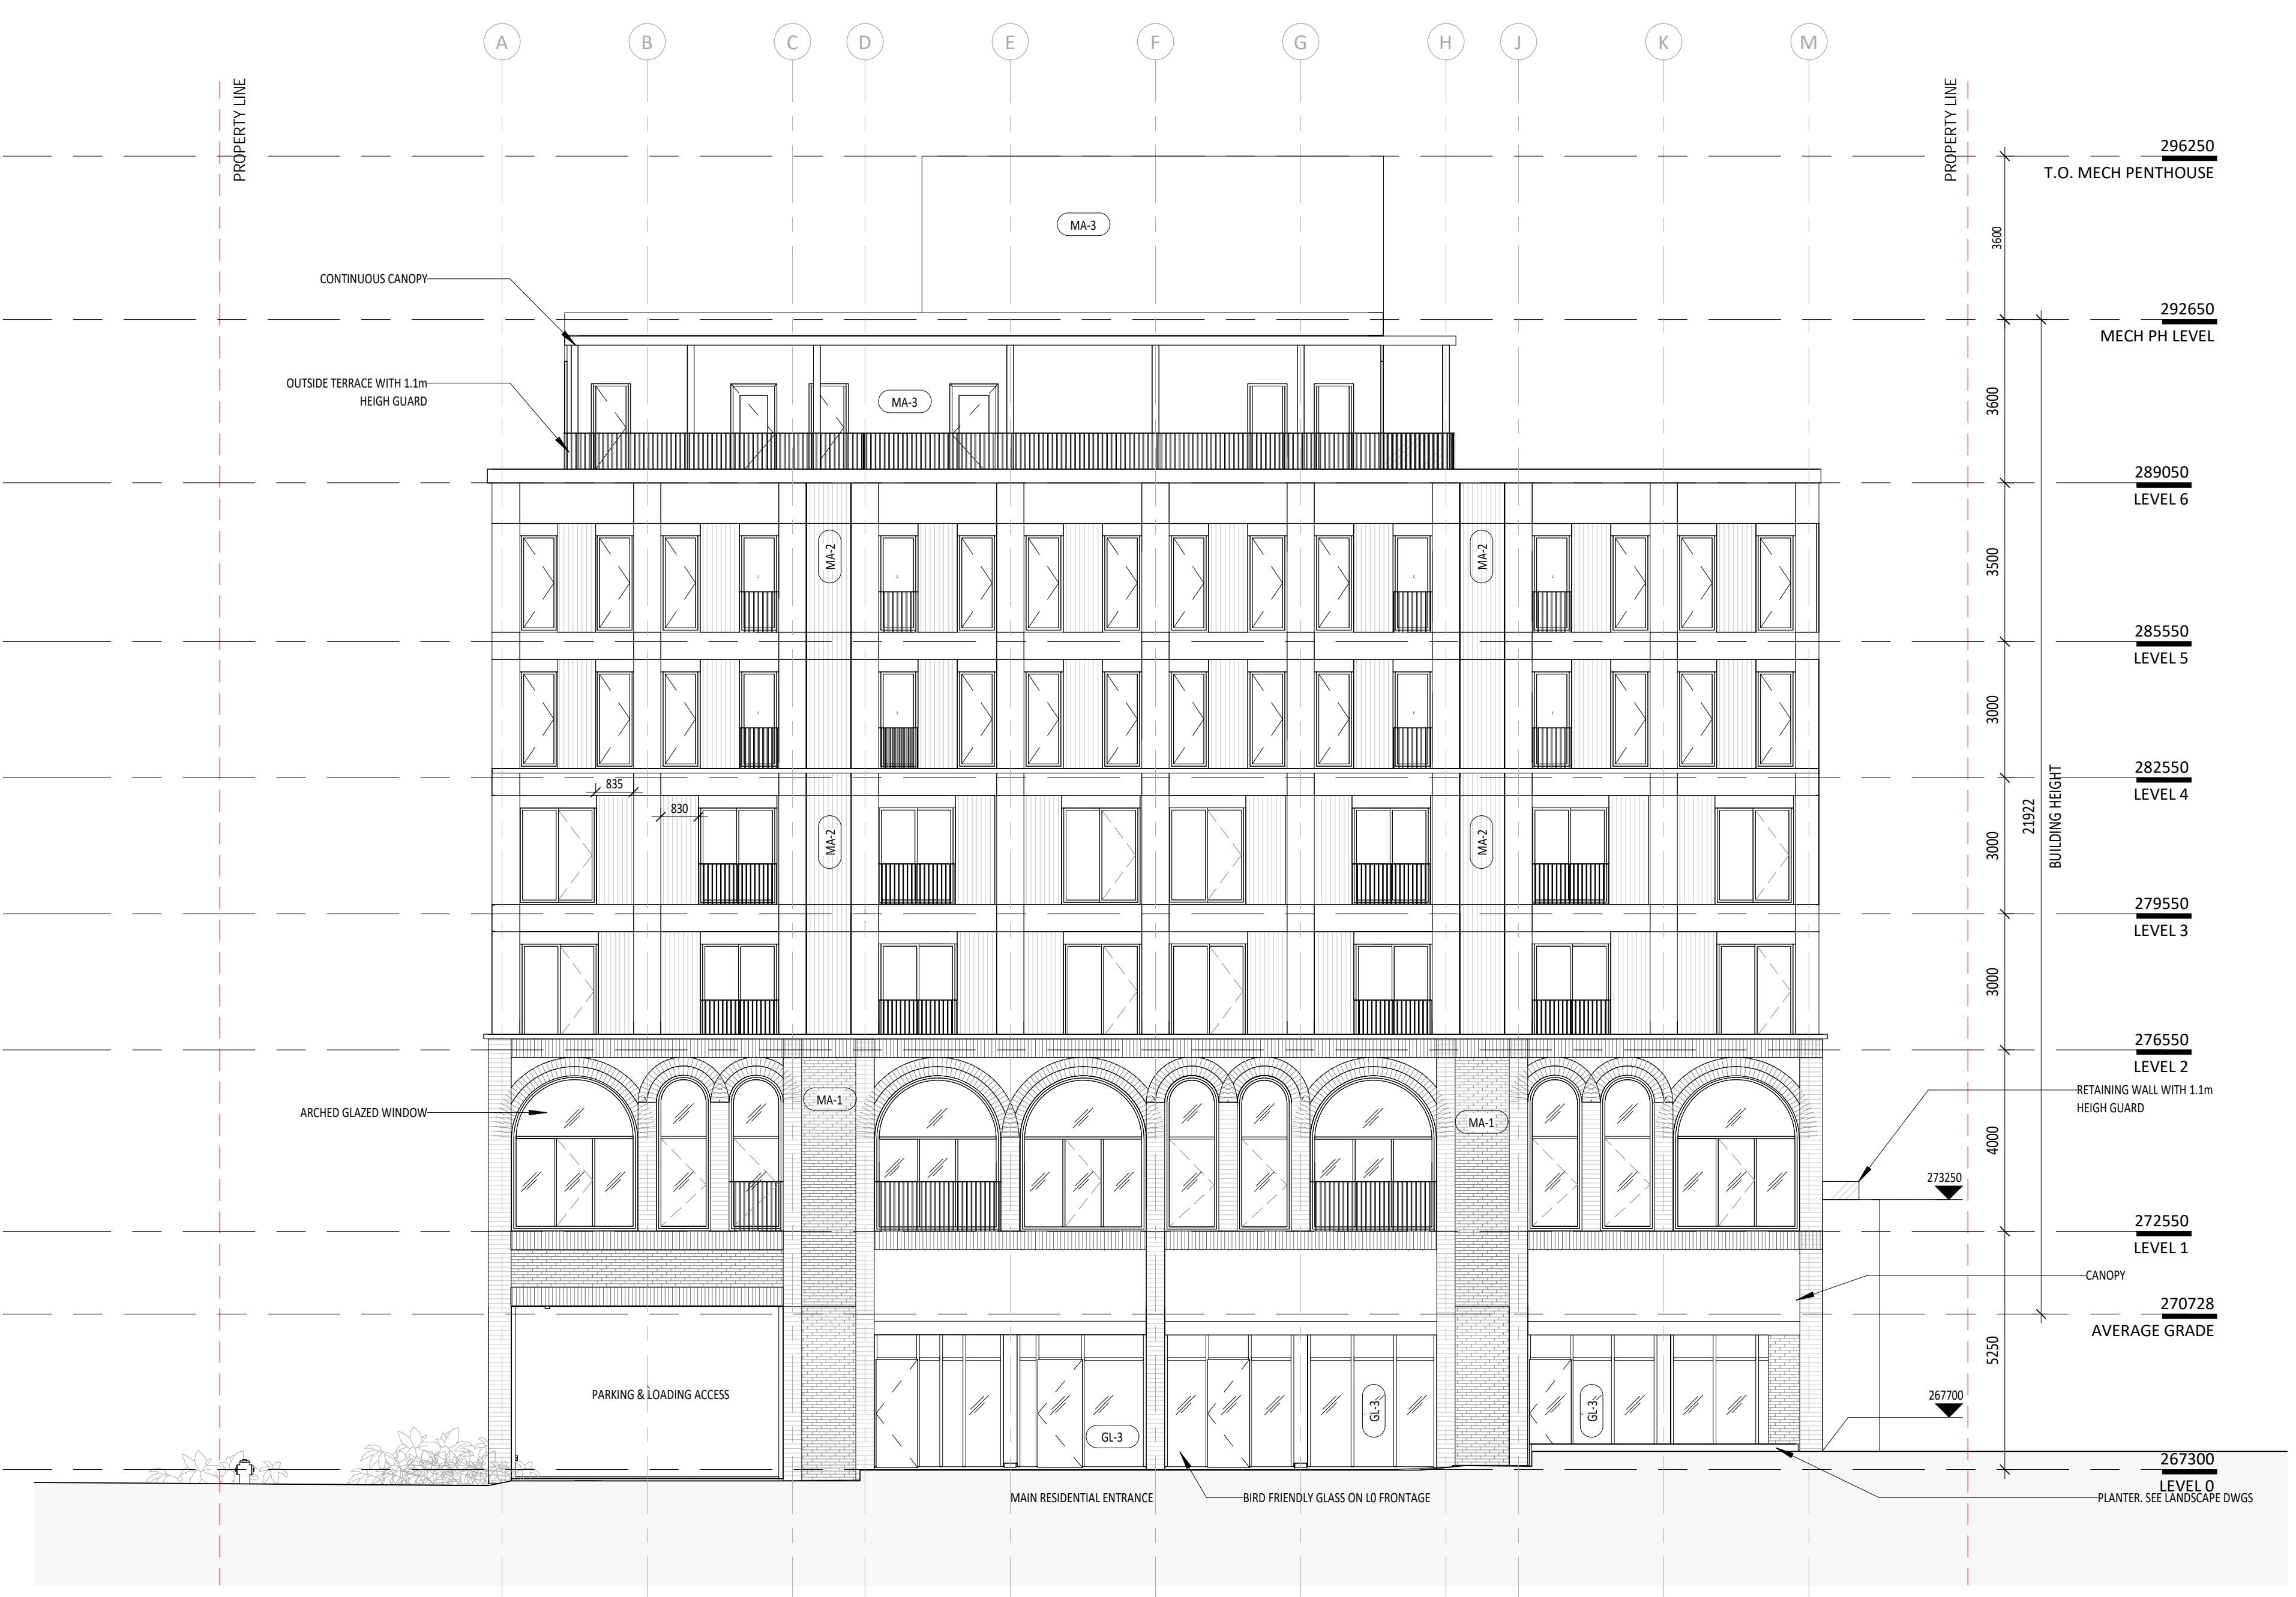 A B C D E F G H J K M
PROPERTY LINE
PROPERTY LINE
296250
T.O. MECH PENTHOUSE
MA-3
3600
CONTINUOUS CANOPY
292650
MECH PH LEVEL
OUTSIDE TERRACE WITH 1.1m
HEIGH GUARD
MA-3
3600
289050
LEVEL 6
MA-2
MA-2
3500
285550
LEVEL 5
3000
282550
LEVEL 4
835
830
MA-2
MA-2
3000
21922
BUILDING HEIGHT
279550
LEVEL 3
3000
276550
LEVEL 2
ARCHED GLAZED WINDOW
MA-1
MA-1
RETAINING WALL WITH 1.1m
HEIGH GUARD
4000
273250
272550
LEVEL 1
CANOPY
270728
AVERAGE GRADE
5250
PARKING & LOADING ACCESS
GL-3
GL-3
GL-3
267700
267300
LEVEL 0
MAIN RESIDENTIAL ENTRANCE
BIRD FRIENDLY GLASS ON L0 FRONTAGE
PLANTER. SEE LANDSCAPE DWGS